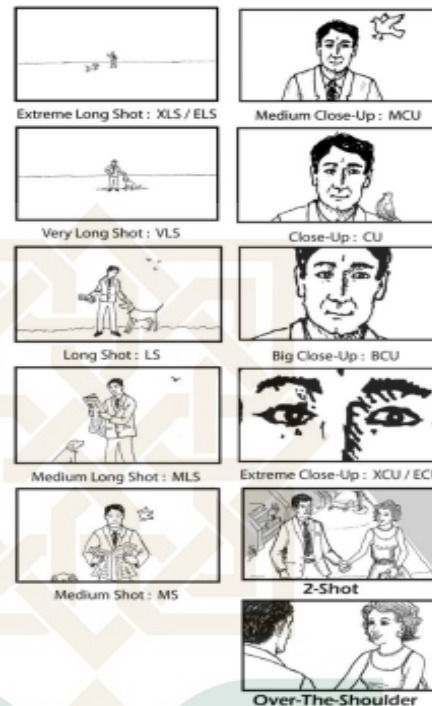 Extreme Long Shot : XLS / ELS
Medium Close-Up : MCU
Very Long Shot : VLS
Close-Up : CU
Long Shot : LS
Big Close-Up : BCU
Medium Long Shot : MLS
Extreme Close-Up : XCU / ECU
Medium Shot : MS
2-Shot
Over-The-Shoulder